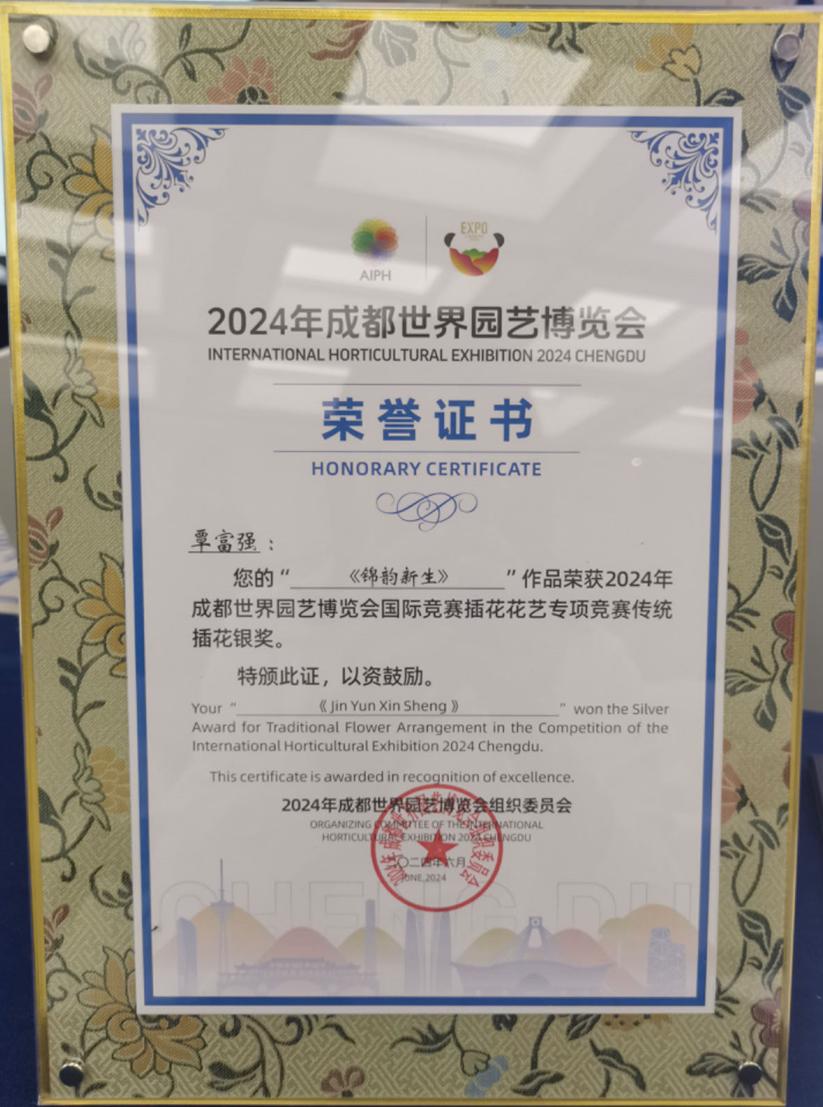 AIPH
EXPO
2024年成都世界园艺博览会
INTERNATIONAL HORTICULTURAL EXHIBITION 2024 CHENGDU
荣誉证书
HONORARY CERTIFICATE
覃富强：
您的“《锦韵新生》”作品荣获2024年
成都世界园艺博览会国际竞赛插花花艺专项竞赛传统
插花银奖。
特颁此证，以资鼓励。
Your “《 Jin Yun Xin Sheng 》” won the Silver
Award for Traditional Flower Arrangement in the Competition of the
International Horticultural Exhibition 2024 Chengdu.
This certificate is awarded in recognition of excellence.
2024年成都世界园艺博览会组织委员会
ORGANIZING COMMITTEE OF THE INTERNATIONAL
HORTICULTURAL EXHIBITION 2024 CHENGDU
二〇二四年六月
JUNE,2024
CHENG DU